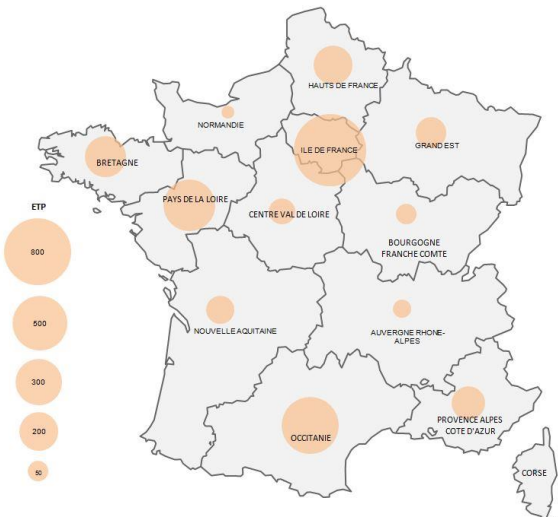 HAUTS DE FRANCE
NORMANDIE
ILE DE FRANCE
GRAND EST
BRETAGNE
PAYS DE LA LOIRE
CENTRE VAL DE LOIRE
BOURGOGNE
FRANCHE COMTE
NOUVELLE AQUITAINE
AUVERGNE RHONE-
ALPES
OCCITANIE
PROVENCE ALPES
COTE D'AZUR
CORSE
ETP
800
500
300
200
50